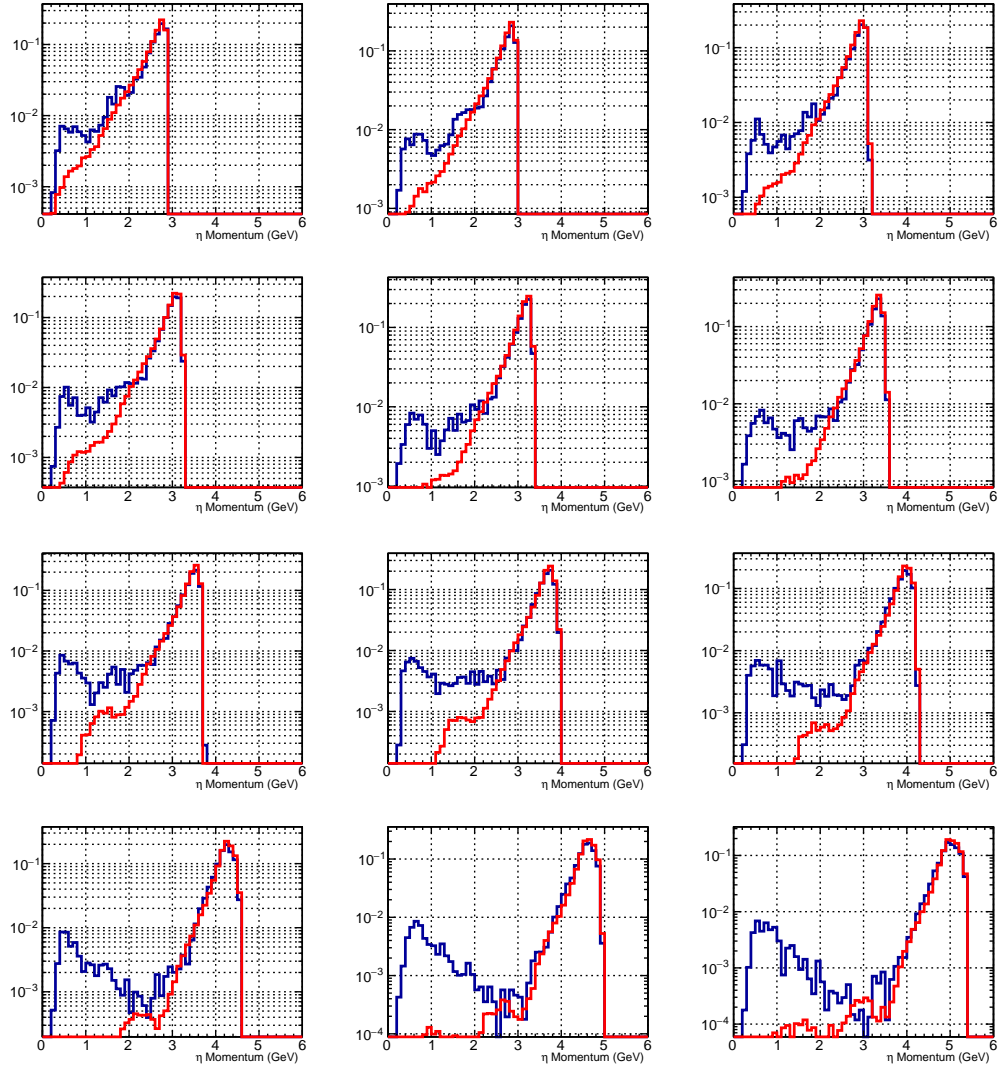 10⁻¹ 10⁻¹ 10⁻¹
10⁻² 10⁻² 10⁻²
10⁻³ 10⁻³ 10⁻³
0 1 2 3 4 5 6 0 1 2 3 4 5 6 0 1 2 3 4 5 6
η Momentum (GeV) η Momentum (GeV) η Momentum (GeV)
10⁻¹ 10⁻¹ 10⁻¹
10⁻² 10⁻² 10⁻²
10⁻³ 10⁻³ 10⁻³
0 1 2 3 4 5 6 0 1 2 3 4 5 6 0 1 2 3 4 5 6
η Momentum (GeV) η Momentum (GeV) η Momentum (GeV)
10⁻¹ 10⁻¹ 10⁻¹
10⁻² 10⁻² 10⁻²
10⁻³ 10⁻³ 10⁻³
0 1 2 3 4 5 6 0 1 2 3 4 5 6 0 1 2 3 4 5 6
η Momentum (GeV) η Momentum (GeV) η Momentum (GeV)
10⁻¹ 10⁻¹ 10⁻¹
10⁻² 10⁻² 10⁻²
10⁻³ 10⁻³ 10⁻³
10⁻⁴ 10⁻⁴
0 1 2 3 4 5 6 0 1 2 3 4 5 6 0 1 2 3 4 5 6
η Momentum (GeV) η Momentum (GeV) η Momentum (GeV)